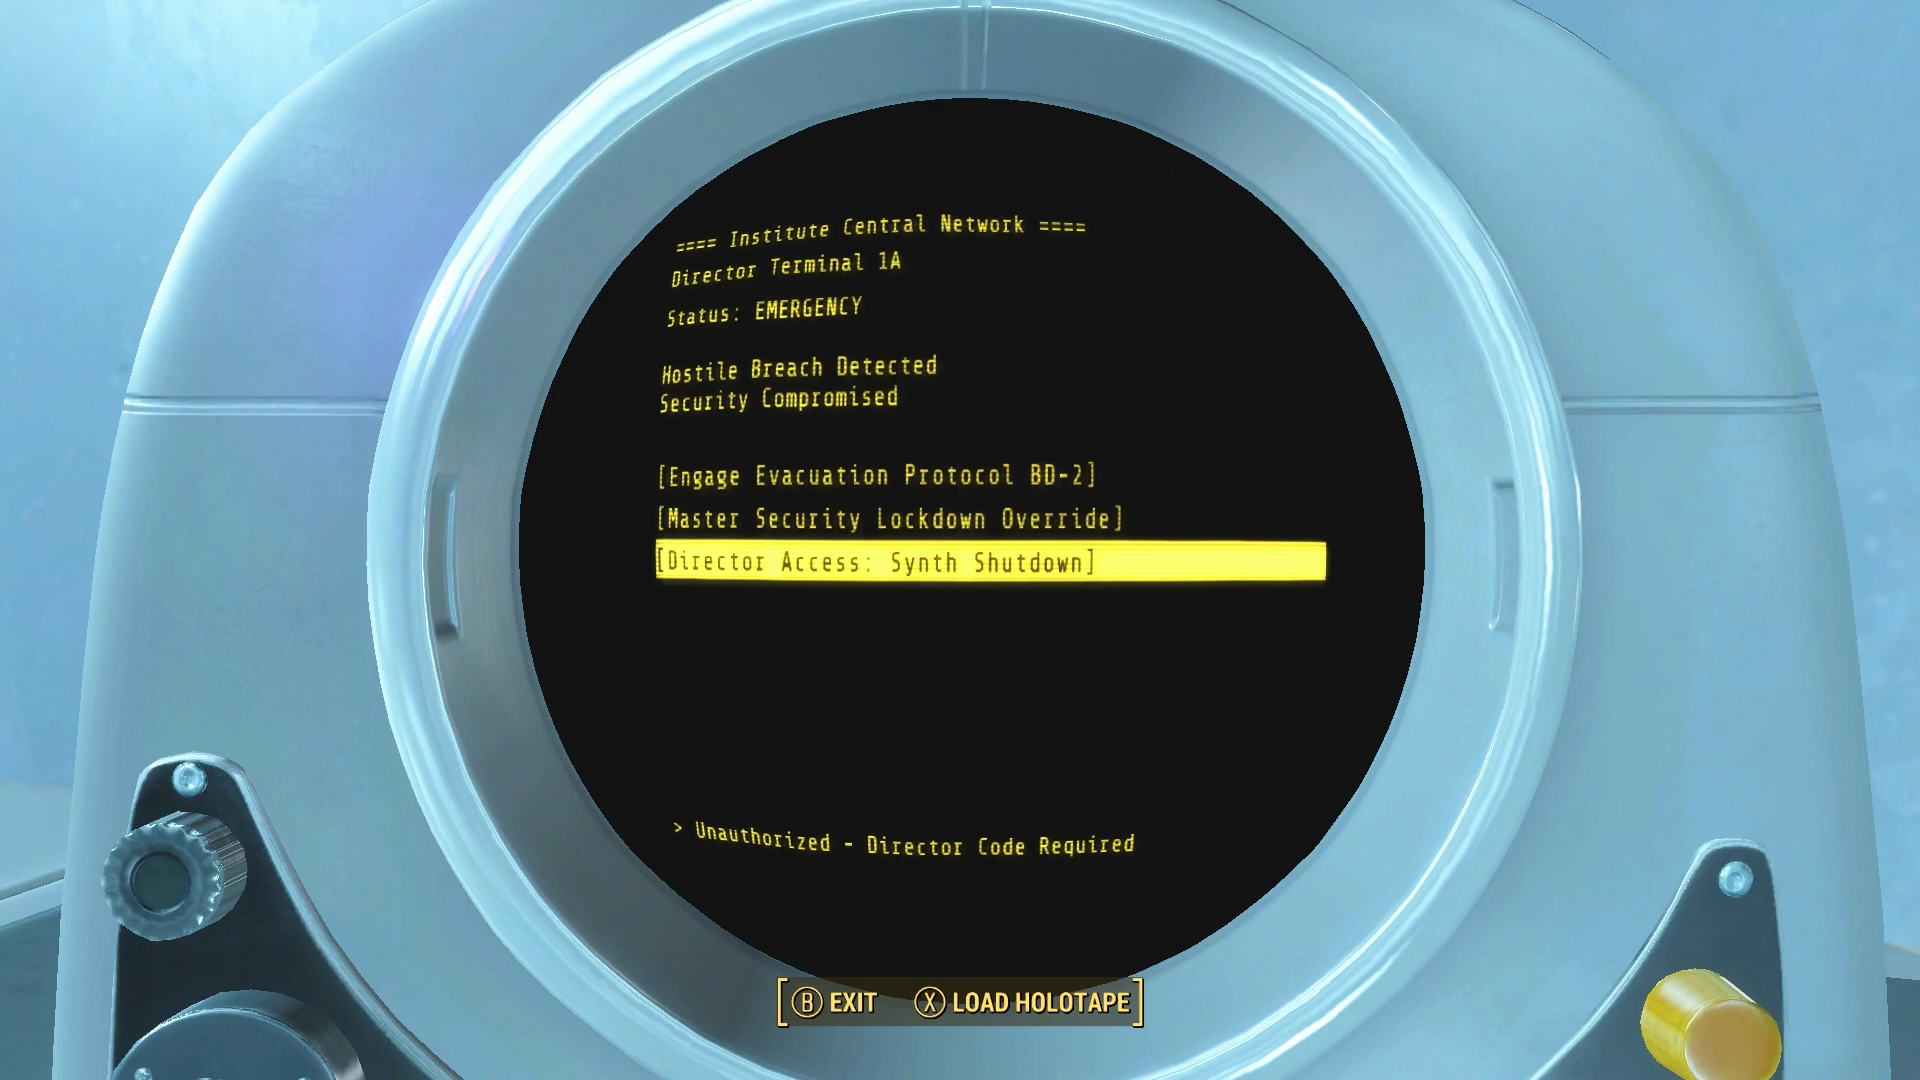 ==== Institute Central Network ====
Director Terminal 1A
Status: EMERGENCY
Hostile Breach Detected
Security Compromised
[Engage Evacuation Protocol BD-2]
[Master Security Lockdown Override]
[Director Access: Synth Shutdown]
> Unauthorized - Director Code Required
[ B EXIT X LOAD HOLOTAPE ]